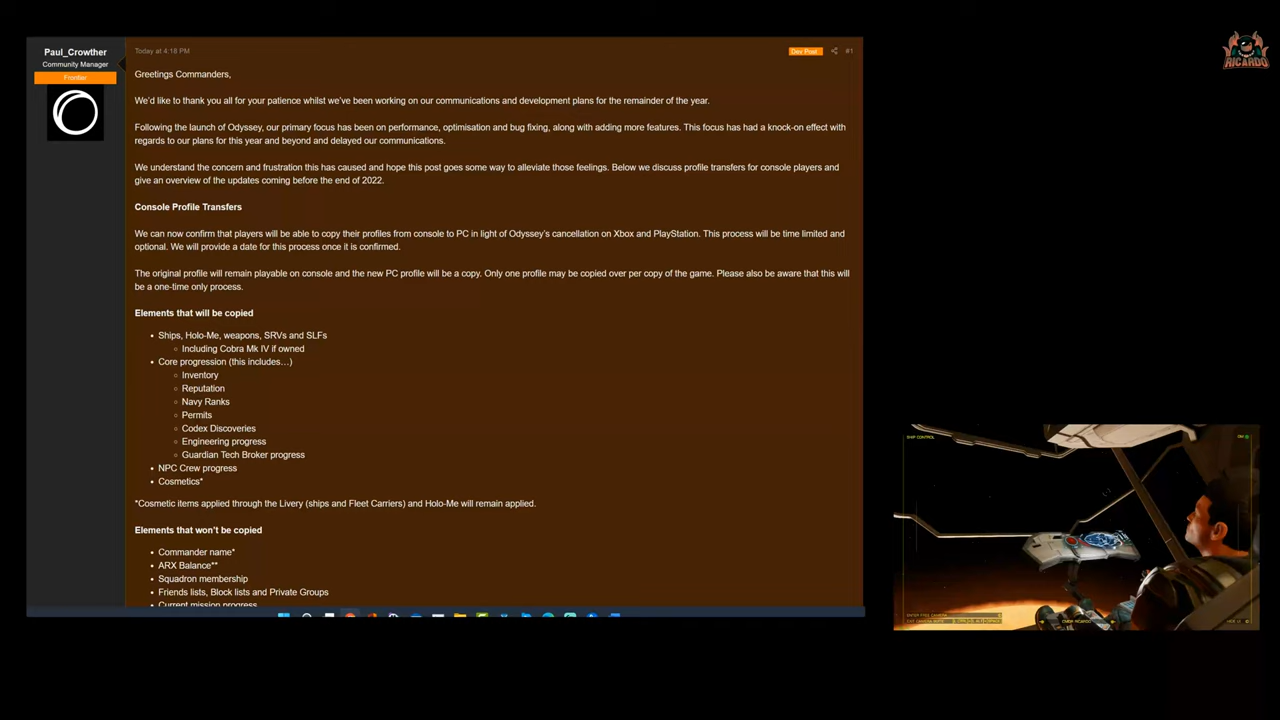 RICARDO
Paul_Crowther
Community Manager
Frontier
Today at 4:18 PM
Dev Post
#1
Greetings Commanders,
We'd like to thank you all for your patience whilst we've been working on our communications and development plans for the remainder of the year.
Following the launch of Odyssey, our primary focus has been on performance, optimisation and bug fixing, along with adding more features. This focus has had a knock-on effect with
regards to our plans for this year and beyond and delayed our communications.
We understand the concern and frustration this has caused and hope this post goes some way to alleviate those feelings. Below we discuss profile transfers for console players and
give an overview of the updates coming before the end of 2022.
Console Profile Transfers
We can now confirm that players will be able to copy their profiles from console to PC in light of Odyssey's cancellation on Xbox and PlayStation. This process will be time limited and
optional. We will provide a date for this process once it is confirmed.
The original profile will remain playable on console and the new PC profile will be a copy. Only one profile may be copied over per copy of the game. Please also be aware that this will
be a one-time only process.
Elements that will be copied
• Ships, Holo-Me, weapons, SRVs and SLFs
○ Including Cobra Mk IV if owned
• Core progression (this includes…)
○ Inventory
○ Reputation
○ Navy Ranks
○ Permits
○ Codex Discoveries
○ Engineering progress
○ Guardian Tech Broker progress
• NPC Crew progress
• Cosmetics*
*Cosmetic items applied through the Livery (ships and Fleet Carriers) and Holo-Me will remain applied.
Elements that won't be copied
• Commander name*
• ARX Balance**
• Squadron membership
• Friends lists, Block lists and Private Groups
• Current mission progress
SHIP CONTROL
ENTER FREE CAMERA
CMDR RICARDO